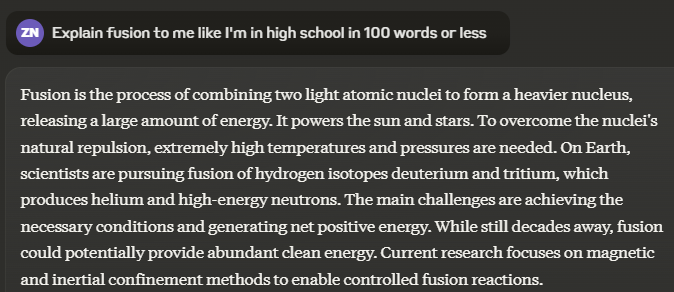 ZN Explain fusion to me like I'm in high school in 100 words or less
Fusion is the process of combining two light atomic nuclei to form a heavier nucleus,
releasing a large amount of energy. It powers the sun and stars. To overcome the nuclei's
natural repulsion, extremely high temperatures and pressures are needed. On Earth,
scientists are pursuing fusion of hydrogen isotopes deuterium and tritium, which
produces helium and high-energy neutrons. The main challenges are achieving the
necessary conditions and generating net positive energy. While still decades away, fusion
could potentially provide abundant clean energy. Current research focuses on magnetic
and inertial confinement methods to enable controlled fusion reactions.